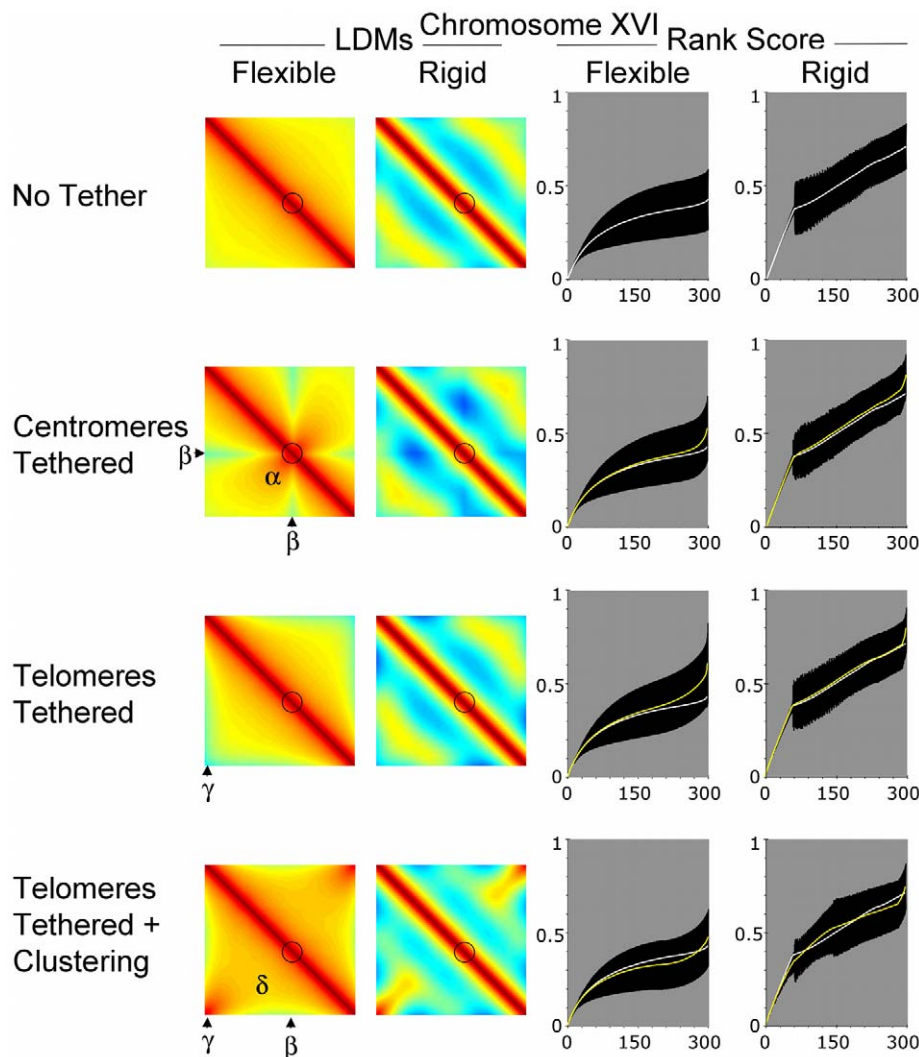 Chromosome XVI
LDMs Rank Score
Flexible Rigid Flexible Rigid
No Tether
1 1
0.5 0.5
0 0
0 150 300 0 150 300
Centromeres
Tethered
β α
β
1 1
0.5 0.5
0 0
0 150 300 0 150 300
Telomeres
Tethered
γ
1 1
0.5 0.5
0 0
0 150 300 0 150 300
Telomeres
Tethered +
Clustering
δ
γ β
1 1
0.5 0.5
0 0
0 150 300 0 150 300